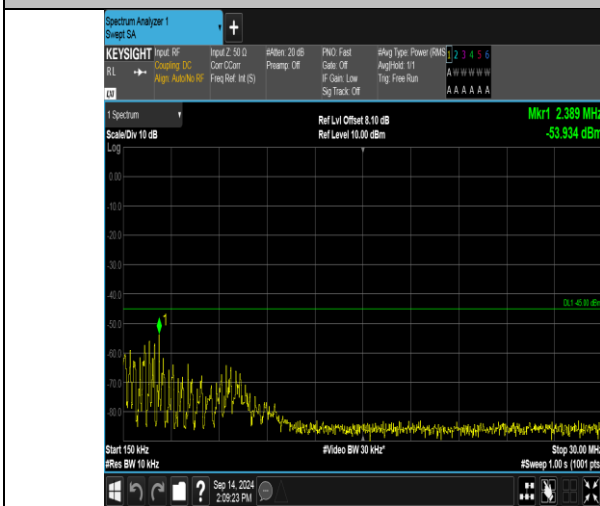 Spectrum Analyzer 1
Swept SA
+
KEYSIGHT
RL
Input: RF
Coupling: DC
Align: Auto/No RF
Input Z: 50 Ω
Corr CCorr
Freq Ref: Int (S)
#Atten: 20 dB
Preamp: Off
PNO: Fast
Gate: Off
IF Gain: Low
Sig Track: Off
#Avg Type: Power (RMS
Avg|Hold: 1/1
Trig: Free Run
1 2 3 4 5 6
A W W W W W
A A A A A A
1 Spectrum
Scale/Div 10 dB
Ref Lvl Offset 8.10 dB
Ref Level 10.00 dBm
Mkr1 2.389 MHz
-53.934 dBm
Log
0.00
-10.0
-20.0
-30.0
-40.0
DL1 -45.00 dBm
-50.0
1
-60.0
-70.0
-80.0
Start 150 kHz
#Res BW 10 kHz
#Video BW 30 kHz*
Stop 30.00 MHz
#Sweep 1.00 s (1001 pts
?
Sep 14, 2024
2:09:23 PM